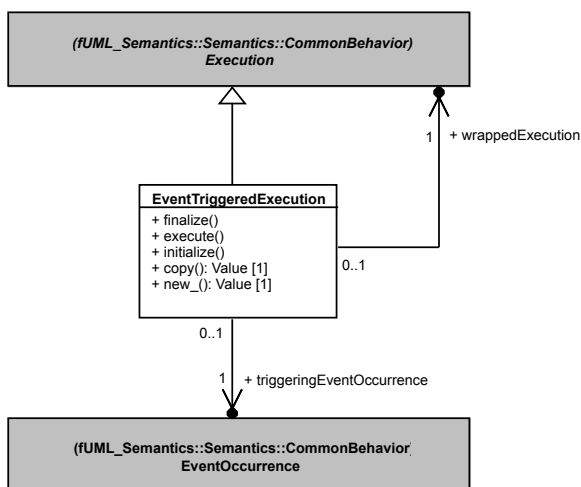 (fUML_Semantics::Semantics::CommonBehavior)
Execution
1
+ wrappedExecution
EventTriggeredExecution
+ finalize()
+ execute()
+ initialize()
+ copy(): Value [1]
+ new_(): Value [1]
0..1
0..1
1
+ triggeringEventOccurrence
(fUML_Semantics::Semantics::CommonBehavior)
EventOccurrence